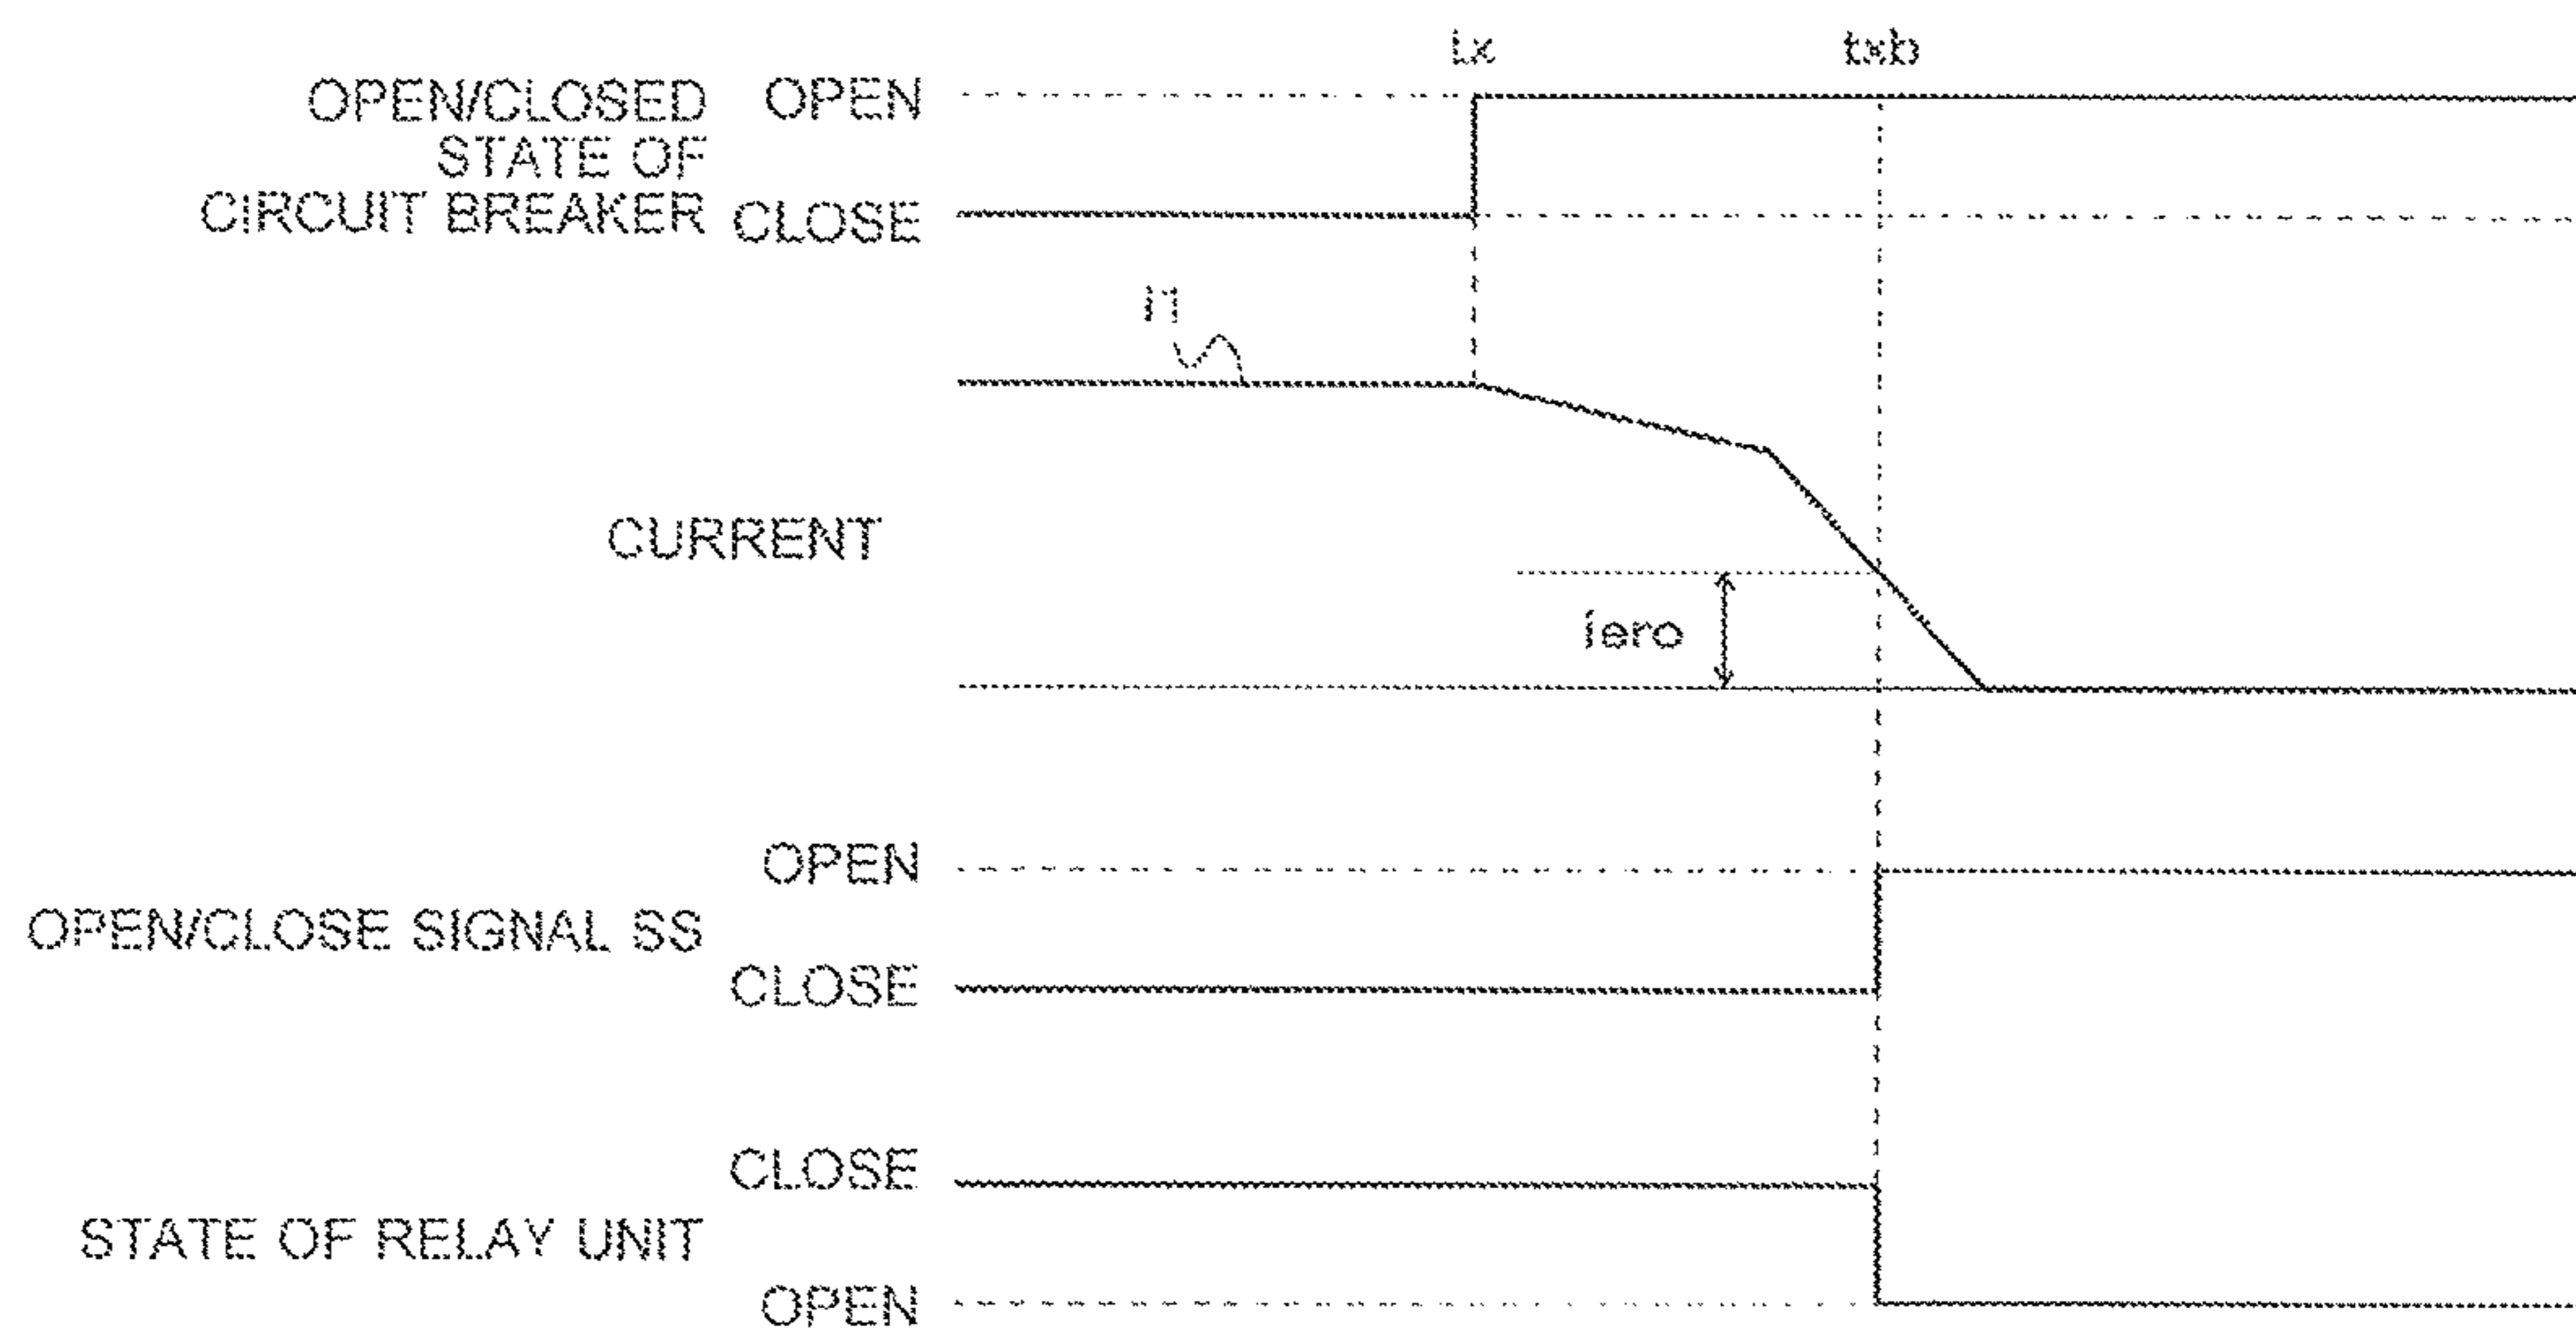 tx
txb
OPEN/CLOSED OPEN
STATE OF
CIRCUIT BREAKER CLOSE
i1
CURRENT
iero
OPEN
OPEN/CLOSE SIGNAL SS
CLOSE
CLOSE
STATE OF RELAY UNIT
OPEN